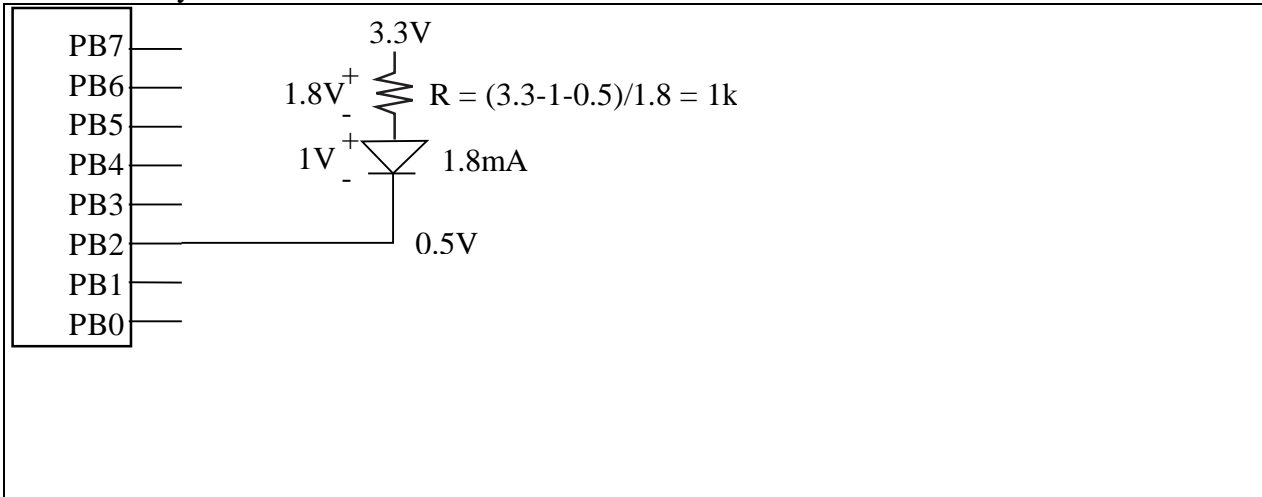 PB7
PB6
PB5
PB4
PB3
PB2
PB1
PB0
3.3V
1.8V
+
-
R = (3.3-1-0.5)/1.8 = 1k
1V
+
-
1.8mA
0.5V